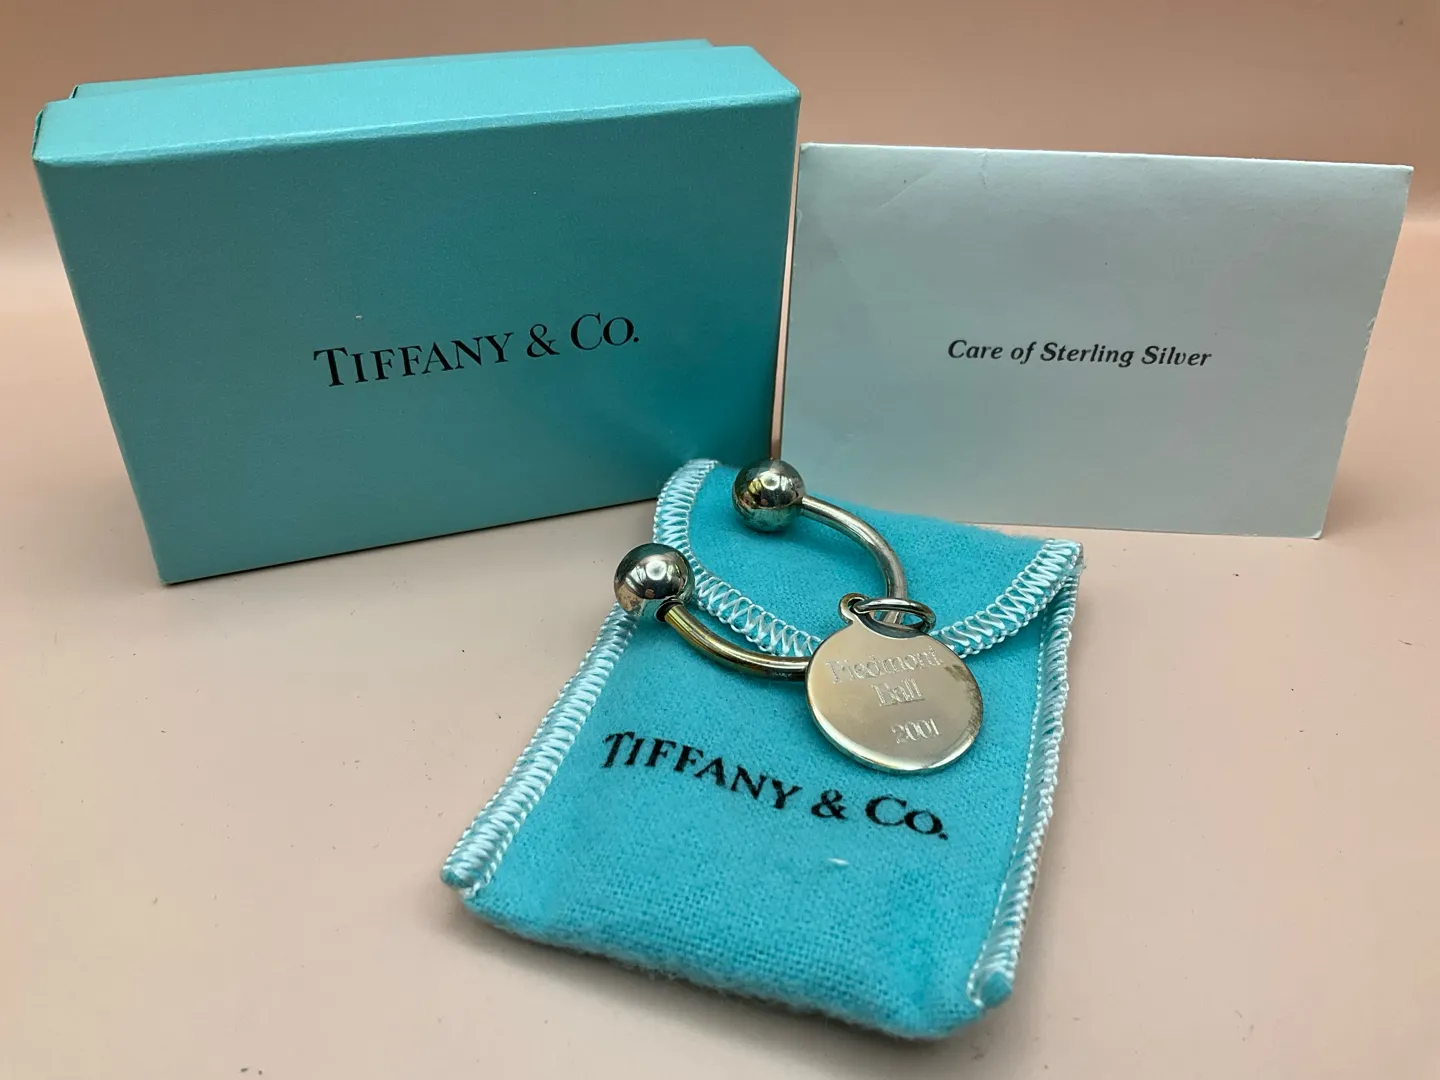 TIFFANY & CO.
Care of Sterling Silver
Piedmont
Ball
2001
TIFFANY & CO.